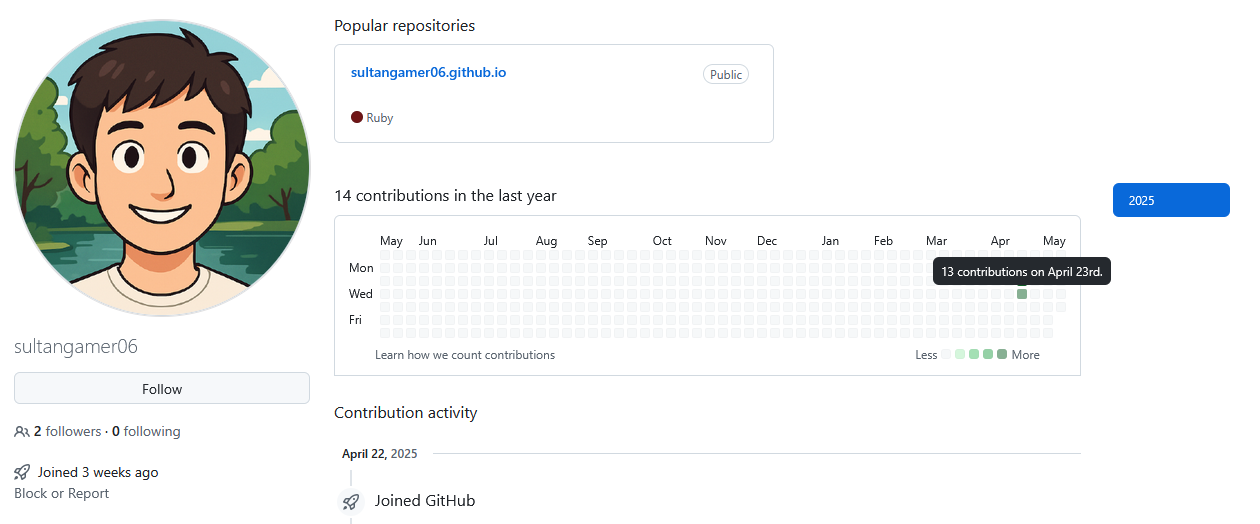 sultangamer06
Follow
2 followers · 0 following
Joined 3 weeks ago
Block or Report
Popular repositories
sultangamer06.github.io
Public
Ruby
14 contributions in the last year
2025
May Jun Jul Aug Sep Oct Nov Dec Jan Feb Mar Apr May
Mon
13 contributions on April 23rd.
Wed
Fri
Learn how we count contributions
Less More
Contribution activity
April 22, 2025
Joined GitHub